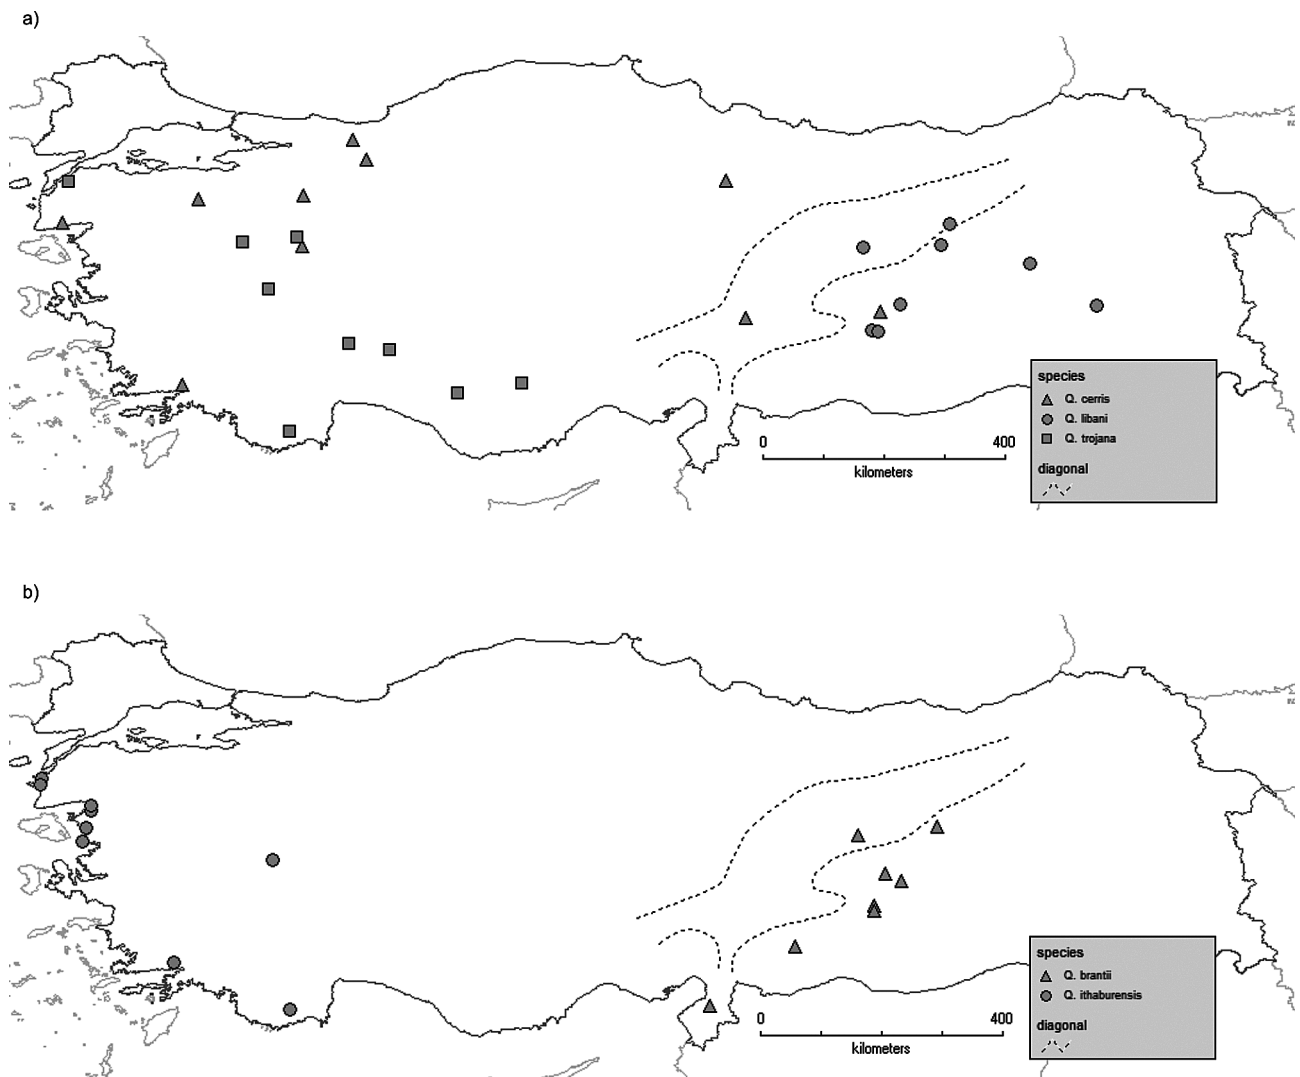 a)
species
Q. cerris
Q. libani
Q. trojana
diagonal
0 400
kilometers
b)
species
Q. brantii
Q. ithaburensis
diagonal
0 400
kilometers